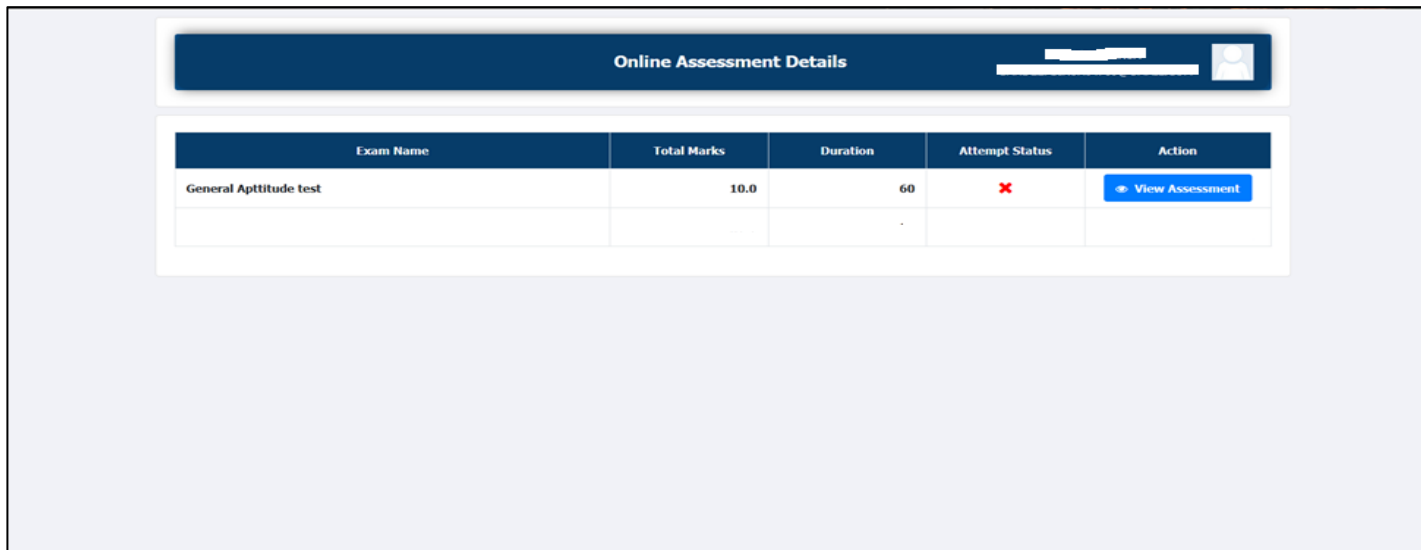 Online Assessment Details
Exam Name Total Marks Duration Attempt Status Action
General Apttitude test 10.0 60 View Assessment